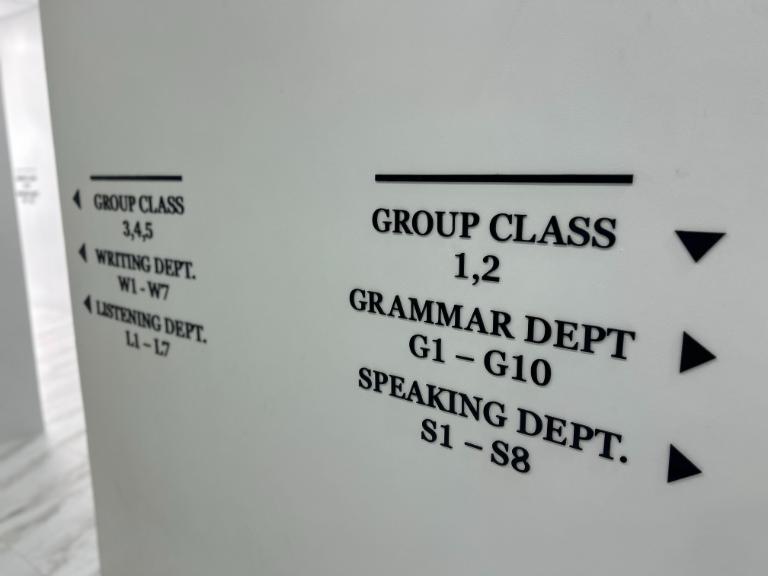 GROUP CLASS
3,4,5
WRITING DEPT.
W1 - W7
LISTENING DEPT.
L1 – L7
GROUP CLASS
1,2
GRAMMAR DEPT
G1 – G10
SPEAKING DEPT.
S1 – S8